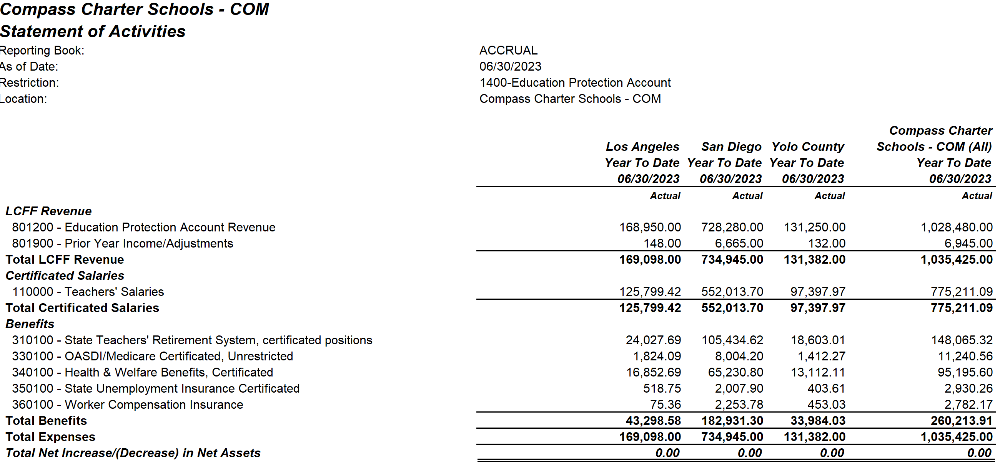 Compass Charter Schools - COM
Statement of Activities
Reporting Book: ACCRUAL
As of Date: 06/30/2023
Restriction: 1400-Education Protection Account
Location: Compass Charter Schools - COM
Compass Charter
Los Angeles San Diego Yolo County Schools - COM (All)
Year To Date Year To Date Year To Date Year To Date
06/30/2023 06/30/2023 06/30/2023 06/30/2023
Actual Actual Actual Actual
LCFF Revenue
801200 - Education Protection Account Revenue 168,950.00 728,280.00 131,250.00 1,028,480.00
801900 - Prior Year Income/Adjustments 148.00 6,665.00 132.00 6,945.00
Total LCFF Revenue 169,098.00 734,945.00 131,382.00 1,035,425.00
Certificated Salaries
110000 - Teachers' Salaries 125,799.42 552,013.70 97,397.97 775,211.09
Total Certificated Salaries 125,799.42 552,013.70 97,397.97 775,211.09
Benefits
310100 - State Teachers' Retirement System, certificated positions 24,027.69 105,434.62 18,603.01 148,065.32
330100 - OASDI/Medicare Certificated, Unrestricted 1,824.09 8,004.20 1,412.27 11,240.56
340100 - Health & Welfare Benefits, Certificated 16,852.69 65,230.80 13,112.11 95,195.60
350100 - State Unemployment Insurance Certificated 518.75 2,007.90 403.61 2,930.26
360100 - Worker Compensation Insurance 75.36 2,253.78 453.03 2,782.17
Total Benefits 43,298.58 182,931.30 33,984.03 260,213.91
Total Expenses 169,098.00 734,945.00 131,382.00 1,035,425.00
Total Net Increase/(Decrease) in Net Assets 0.00 0.00 0.00 0.00